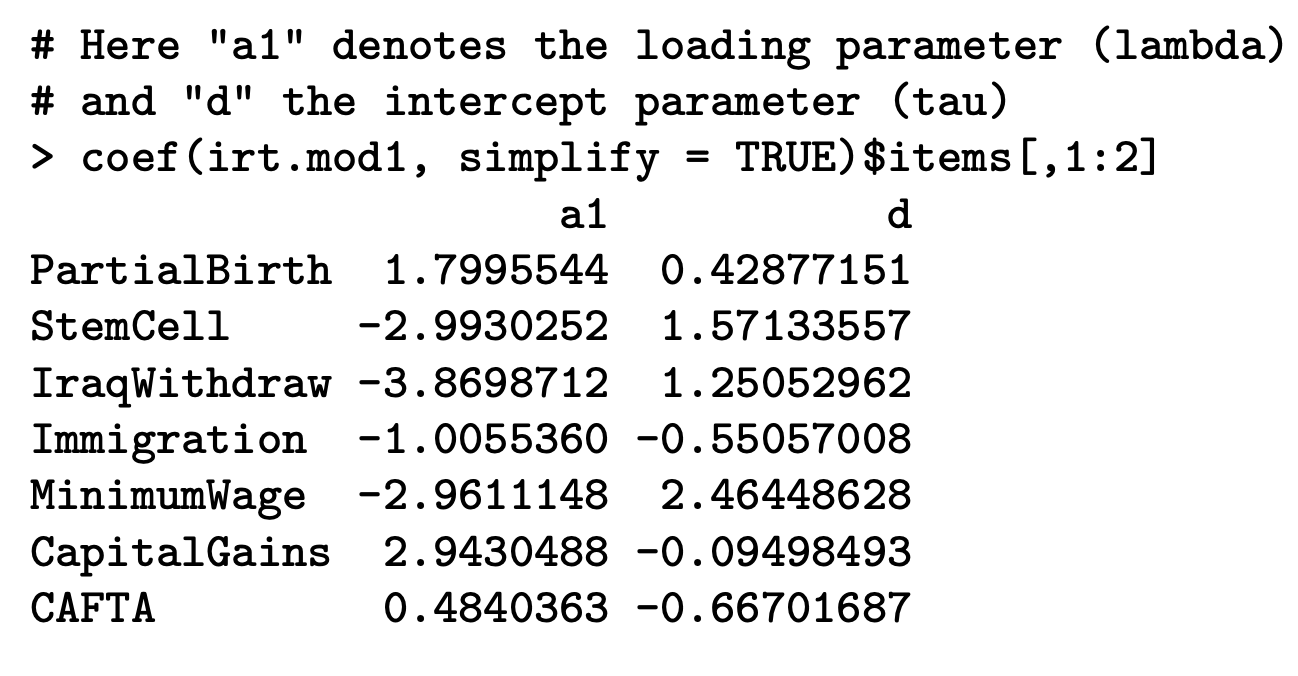 # Here "a1" denotes the loading parameter (lambda)
# and "d" the intercept parameter (tau)
> coef(irt.mod1, simplify = TRUE)$items[,1:2]
                     a1           d
PartialBirth  1.7995544  0.42877151
StemCell     -2.9930252  1.57133557
IraqWithdraw -3.8698712  1.25052962
Immigration  -1.0055360 -0.55057008
MinimumWage  -2.9611148  2.46448628
CapitalGains  2.9430488 -0.09498493
CAFTA         0.4840363 -0.66701687